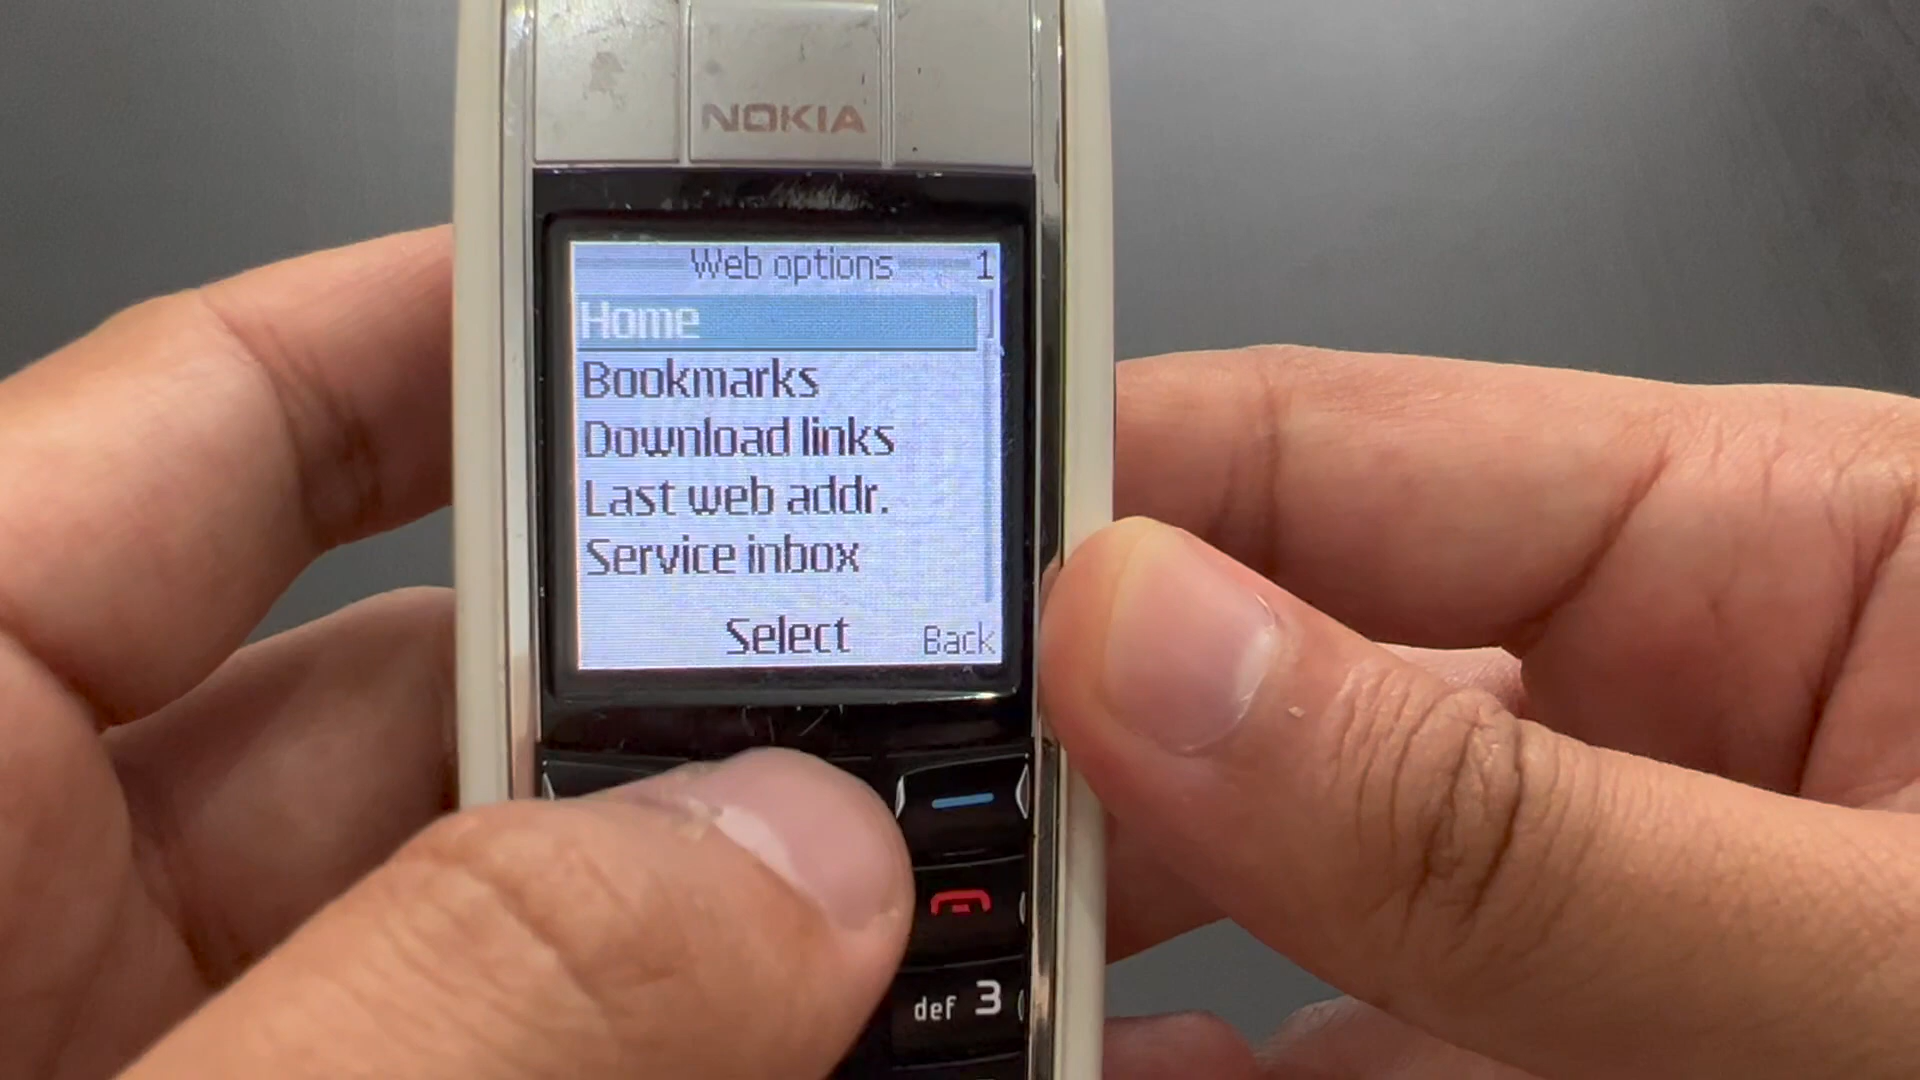 NOKIA
Web options 1
Home
Bookmarks
Download links
Last web addr.
Service inbox
Select Back
def 3